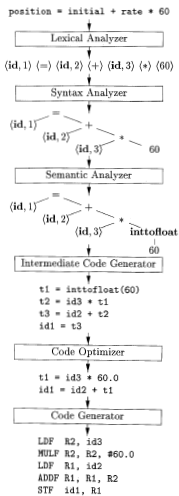 position = initial + rate * 60
Lexical Analyzer
⟨id, 1⟩ ⟨=⟩ ⟨id, 2⟩ ⟨+⟩ ⟨id, 3⟩ ⟨*⟩ ⟨60⟩
Syntax Analyzer
=
⟨id, 1⟩ +
⟨id, 2⟩ *
⟨id, 3⟩ 60
Semantic Analyzer
=
⟨id, 1⟩ +
⟨id, 2⟩ *
⟨id, 3⟩ inttofloat
60
Intermediate Code Generator
t1 = inttofloat(60)
t2 = id3 * t1
t3 = id2 + t2
id1 = t3
Code Optimizer
t1 = id3 * 60.0
id1 = id2 + t1
Code Generator
LDF R2, id3
MULF R2, R2, #60.0
LDF R1, id2
ADDF R1, R1, R2
STF id1, R1